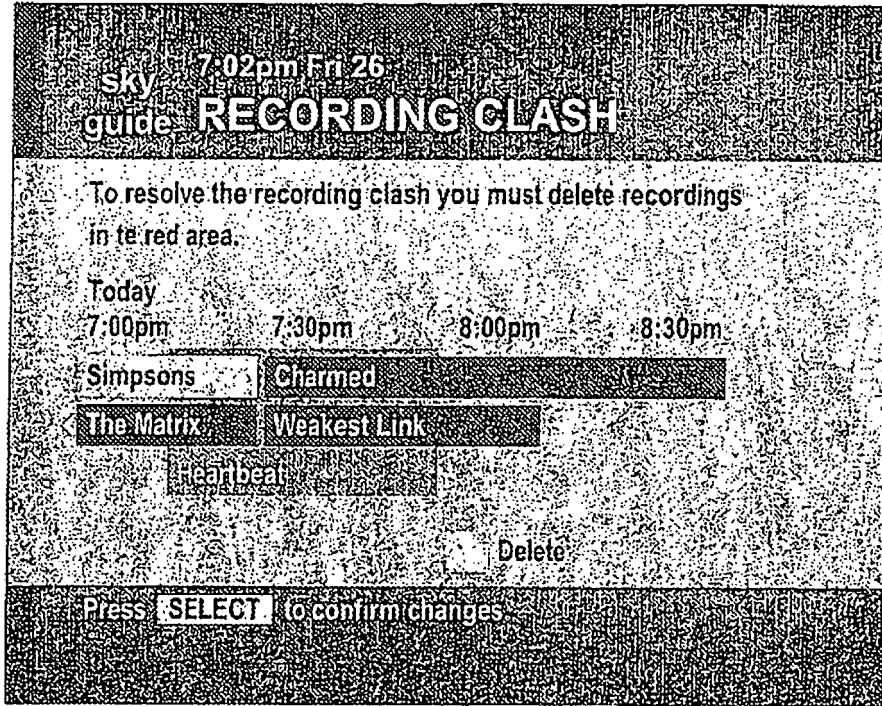 sky
guide
7:02pm Fri 26
RECORDING CLASH
To resolve the recording clash you must delete recordings
in te red area.
Today
7:00pm 7:30pm 8:00pm 8:30pm
Simpsons Charmed
The Matrix Weakest Link
Heartbeat
Delete
Press SELECT to confirm changes